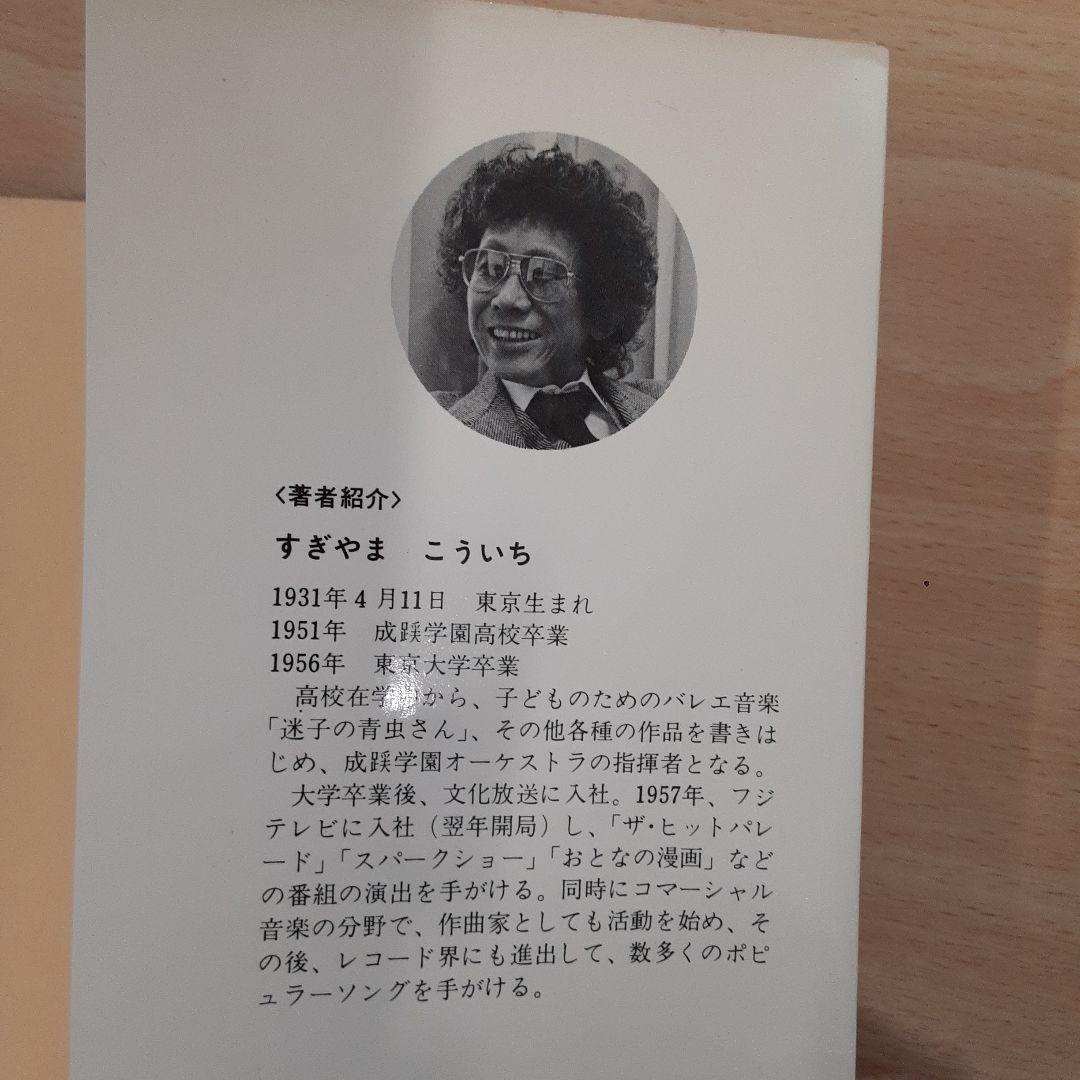 〈著者紹介〉
すぎやま　こういち
1931年4月11日　東京生まれ
1951年　成蹊学園高校卒業
1956年　東京大学卒業
高校在学 から、子どものためのバレエ音楽
「迷子の青虫さん」、その他各種の作品を書きは
じめ、成蹊学園オーケストラの指揮者となる。
大学卒業後、文化放送に入社。1957年、フジ
テレビに入社（翌年開局）し、「ザ・ヒットパレ
ード」「スパークショー」「おとなの漫画」など
の番組の演出を手がける。同時にコマーシャル
音楽の分野で、作曲家としても活動を始め、そ
の後、レコード界にも進出して、数多くのポピ
ュラーソングを手がける。